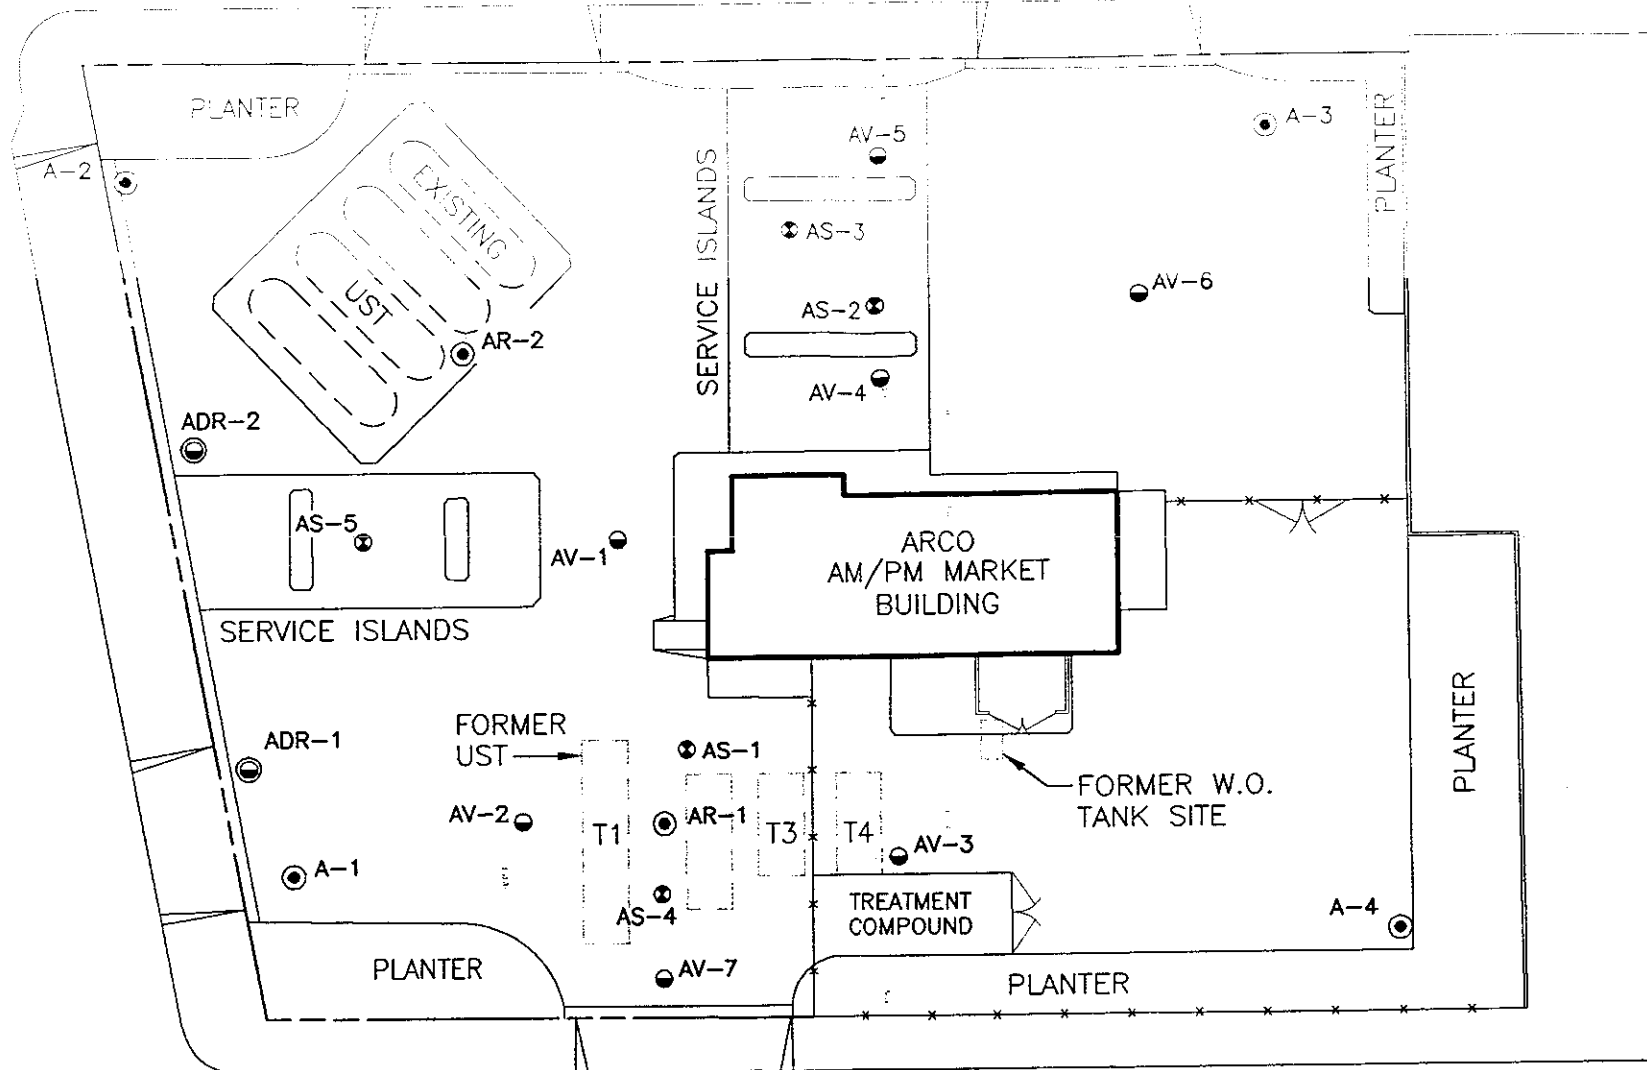 PLANTER
A-3
AV-5
PLANTER
A-2
EXISTING
UST
SERVICE ISLANDS
AS-3
AV-6
AS-2
AR-2
AV-4
ADR-2
AS-5
AV-1
ARCO
AM/PM MARKET
BUILDING
SERVICE ISLANDS
FORMER
UST
ADR-1
AS-1
PLANTER
FORMER W.O.
TANK SITE
AV-2
T1
AR-1
T3
T4
AV-3
A-1
AS-4
TREATMENT
COMPOUND
A-4
PLANTER
AV-7
PLANTER